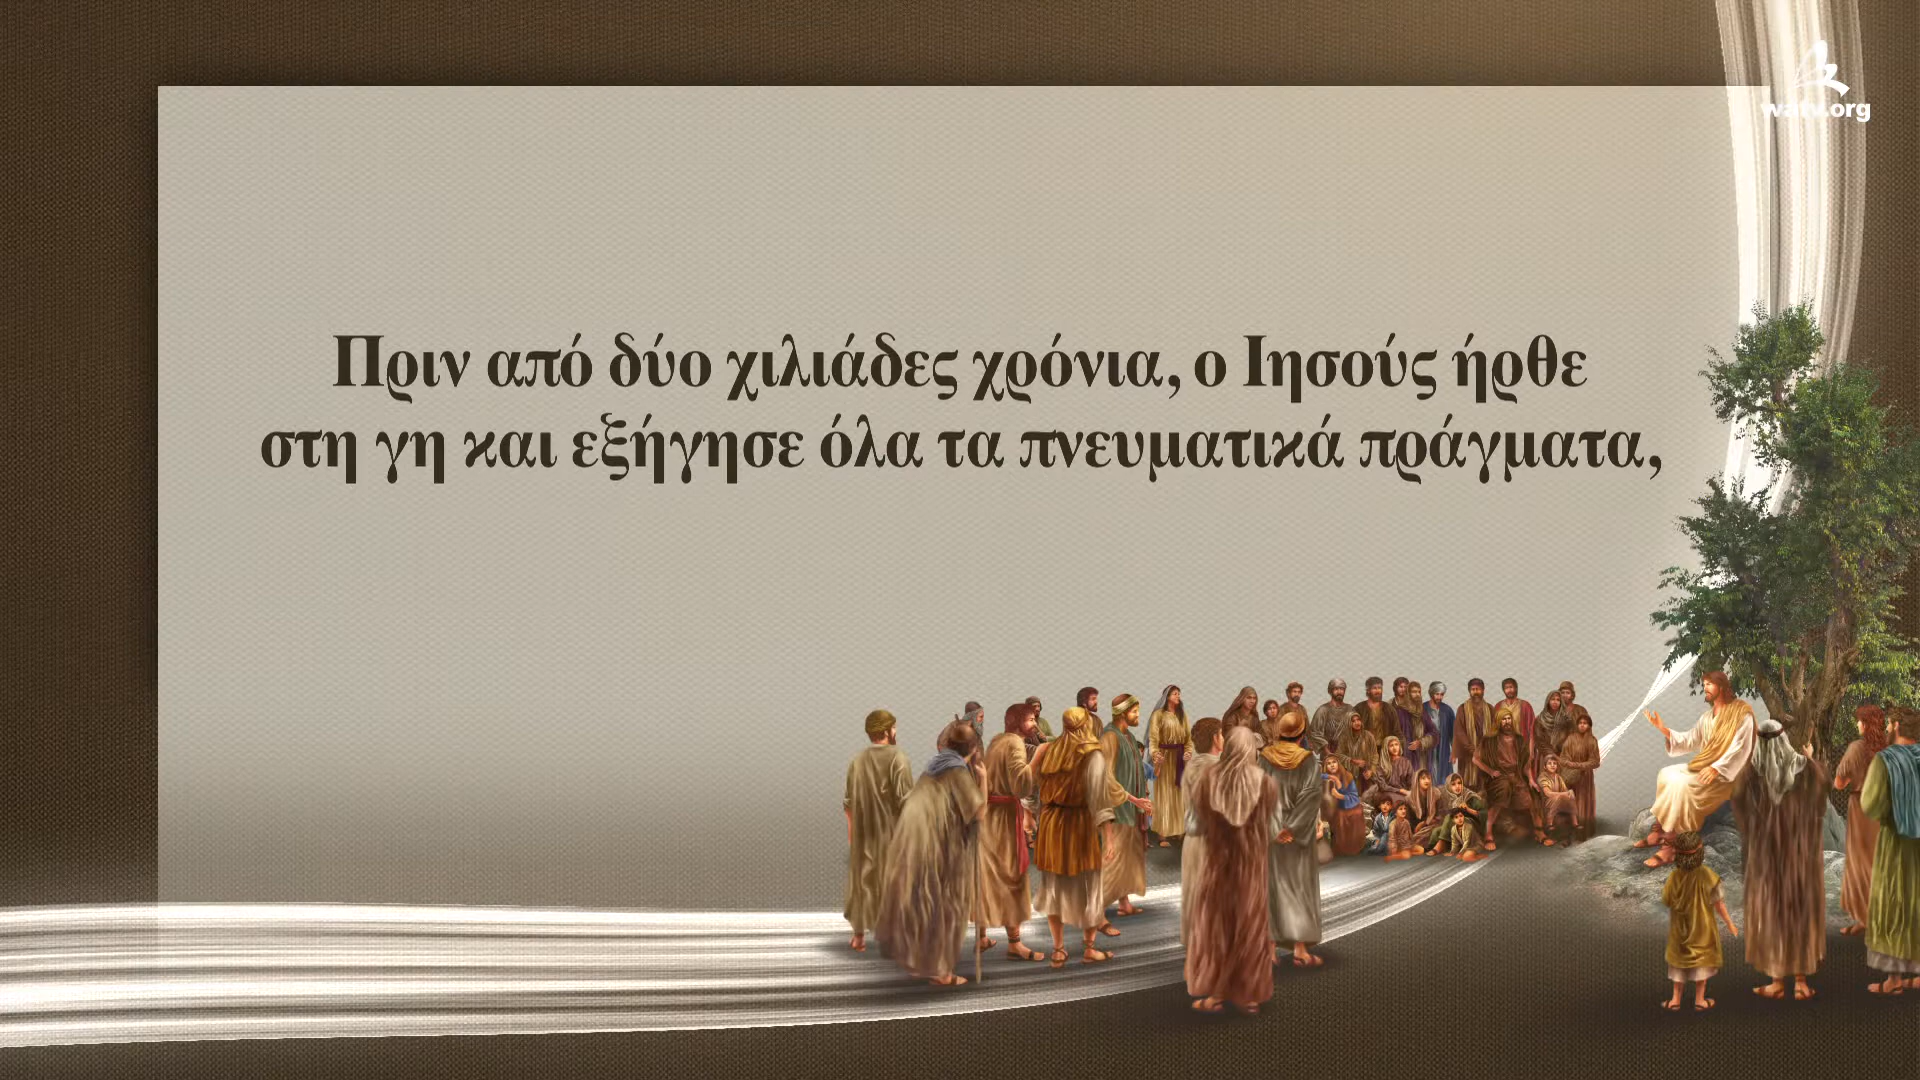 watv.org
Πριν από δύο χιλιάδες χρόνια, ο Ιησούς ήρθε
στη γη και εξήγησε όλα τα πνευματικά πράγματα,